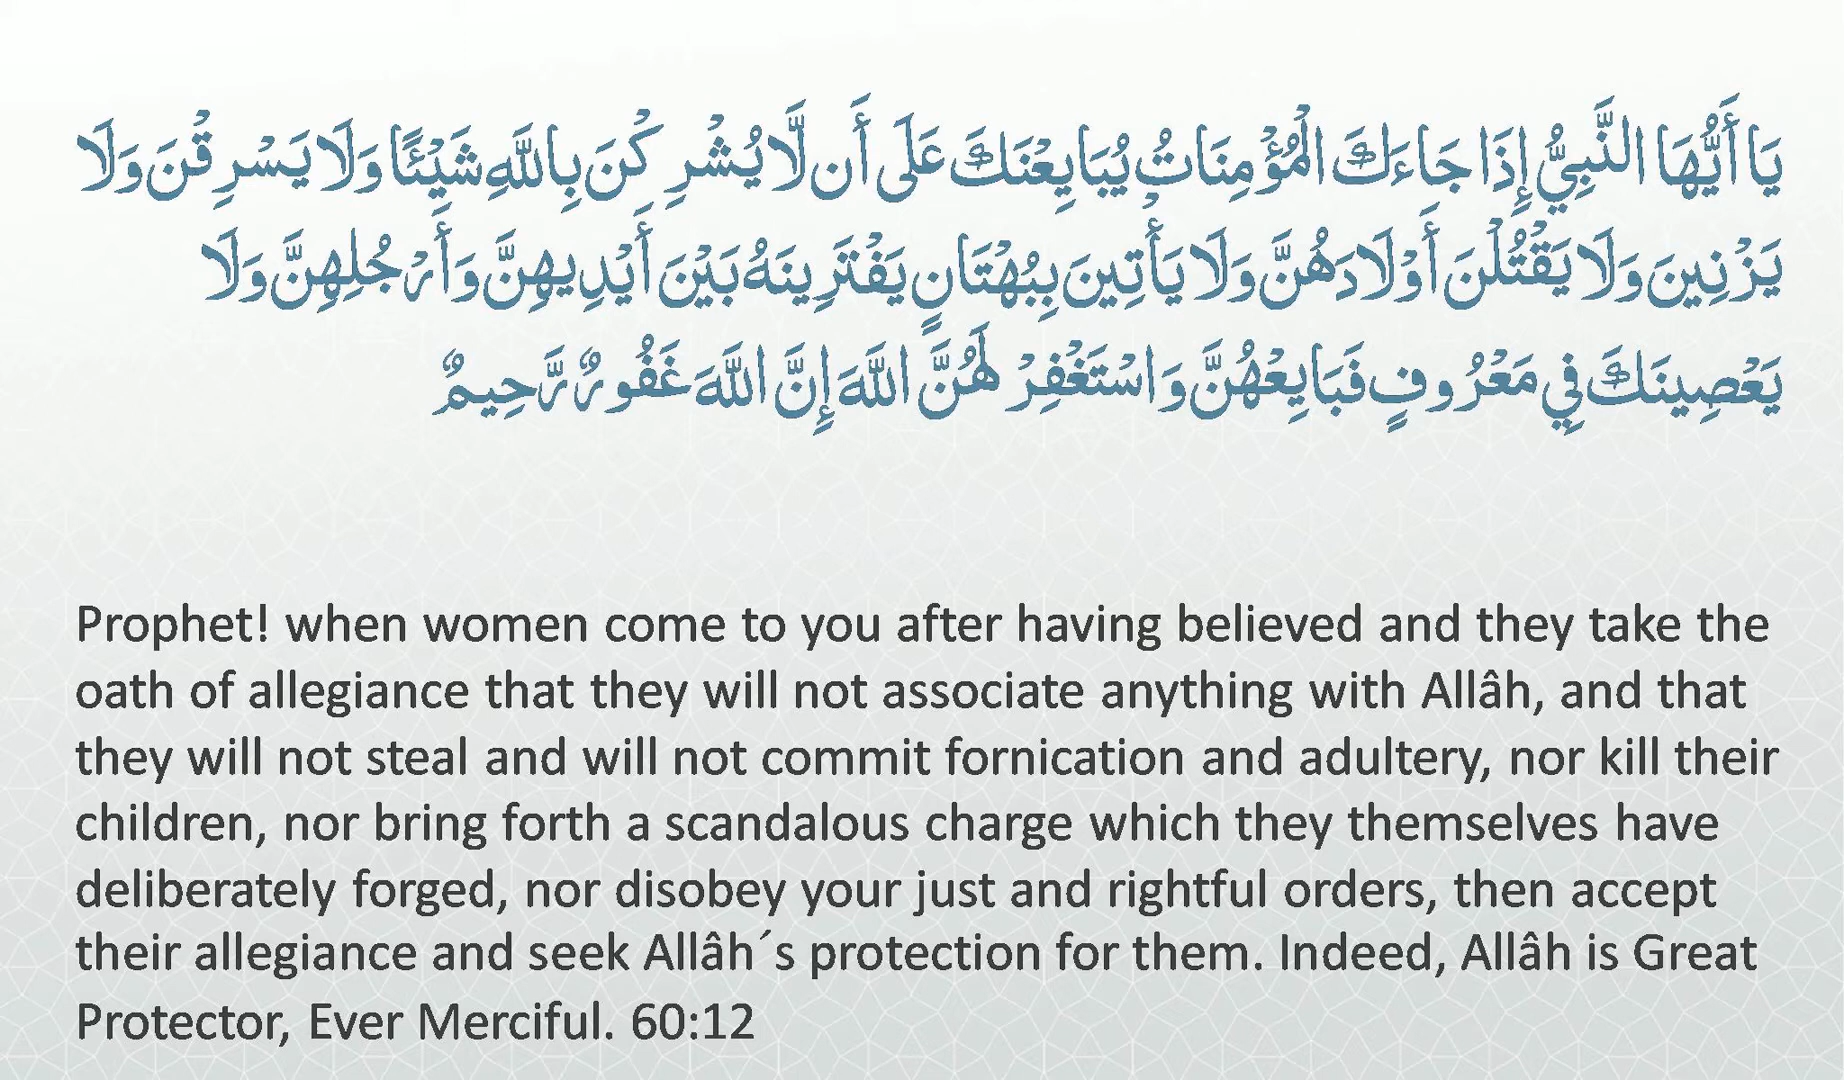 يَا أَيُّهَا النَّبِيُّ إِذَا جَاءَكَ الْمُؤْمِنَاتُ يُبَايِعْنَكَ عَلَى أَن لَّا يُشْرِكْنَ بِاللَّهِ شَيْئًا وَلَا يَسْرِقْنَ وَلَا
يَزْنِينَ وَلَا يَقْتُلْنَ أَوْلَادَهُنَّ وَلَا يَأْتِينَ بِبُهْتَانٍ يَفْتَرِينَهُ بَيْنَ أَيْدِيهِنَّ وَأَرْجُلِهِنَّ وَلَا
يَعْصِينَكَ فِي مَعْرُوفٍ فَبَايِعْهُنَّ وَاسْتَغْفِرْ لَهُنَّ اللَّهَ إِنَّ اللَّهَ غَفُورٌ رَّحِيمٌ
Prophet! when women come to you after having believed and they take the
oath of allegiance that they will not associate anything with Allâh, and that
they will not steal and will not commit fornication and adultery, nor kill their
children, nor bring forth a scandalous charge which they themselves have
deliberately forged, nor disobey your just and rightful orders, then accept
their allegiance and seek Allâh´s protection for them. Indeed, Allâh is Great
Protector, Ever Merciful. 60:12